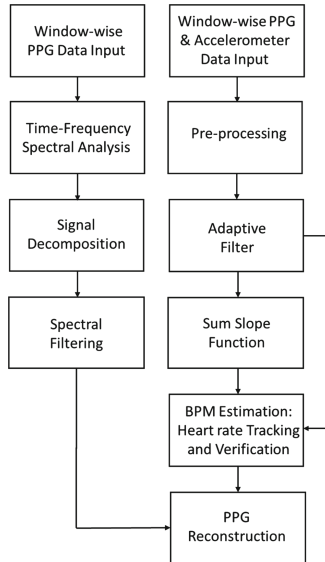 Window-wise
PPG Data Input
Time-Frequency
Spectral Analysis
Signal
Decomposition
Spectral
Filtering
Window-wise PPG
& Accelerometer
Data Input
Pre-processing
Adaptive
Filter
Sum Slope
Function
BPM Estimation:
Heart rate Tracking
and Verification
PPG
Reconstruction